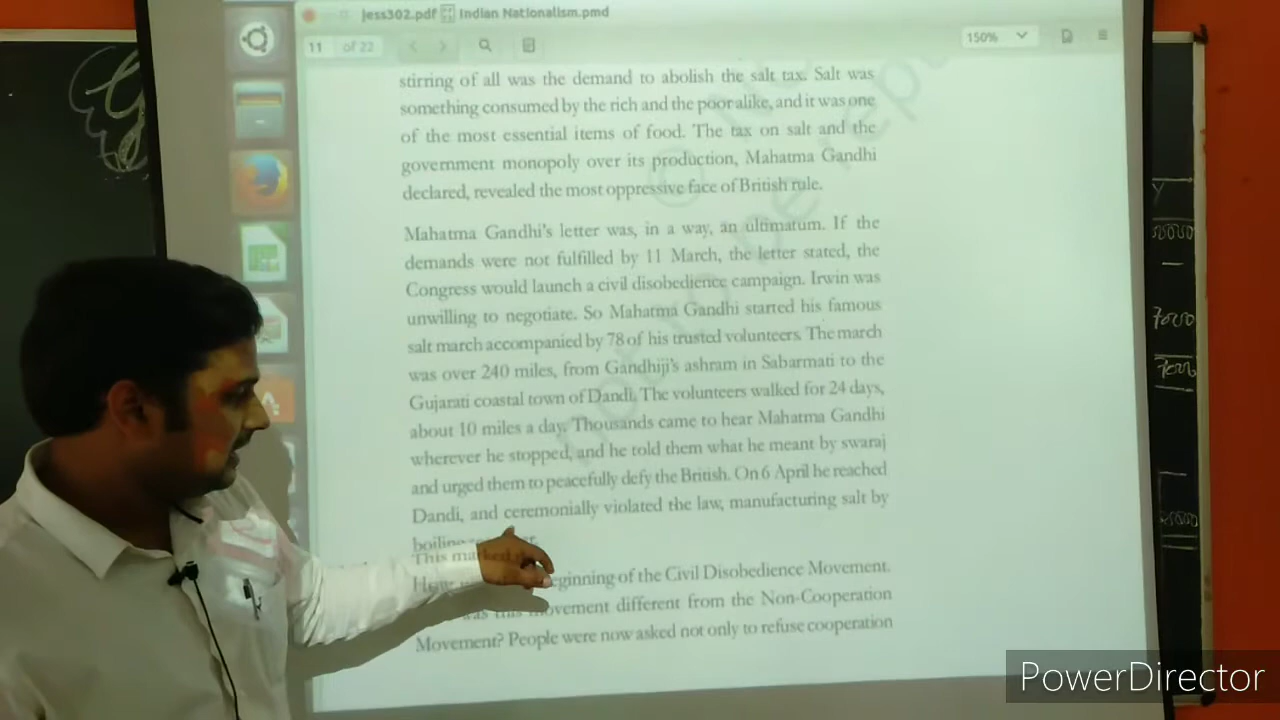 jess302.pdf Indian Nationalism.pmd
11 of 22
150%
stirring of all was the demand to abolish the salt tax. Salt was
something consumed by the rich and the poor alike, and it was one
of the most essential items of food. The tax on salt and the
government monopoly over its production, Mahatma Gandhi
declared, revealed the most oppressive face of British rule.
Mahatma Gandhi's letter was, in a way, an ultimatum. If the
demands were not fulfilled by 11 March, the letter stated, the
Congress would launch a civil disobedience campaign. Irwin was
unwilling to negotiate. So Mahatma Gandhi started his famous
salt march accompanied by 78 of his trusted volunteers. The march
was over 240 miles, from Gandhiji's ashram in Sabarmati to the
Gujarati coastal town of Dandi. The volunteers walked for 24 days,
about 10 miles a day. Thousands came to hear Mahatma Gandhi
wherever he stopped, and he told them what he meant by swaraj
and urged them to peacefully defy the British. On 6 April he reached
Dandi, and ceremonially violated the law, manufacturing salt by
boiling
This marked
beginning of the Civil Disobedience Movement.
How was this movement different from the Non-Cooperation
Movement? People were now asked not only to refuse cooperation
7000
PowerDirector